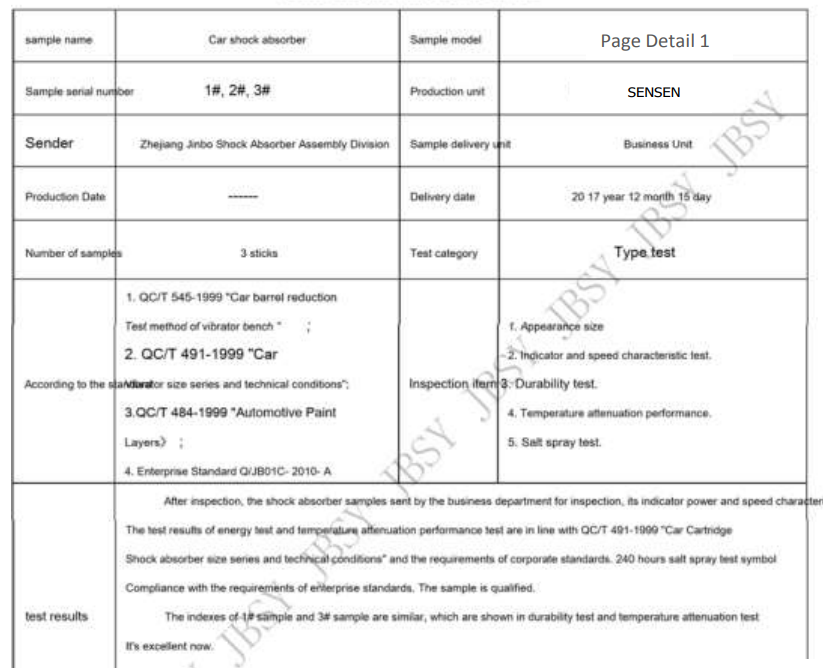 sample name
Car shock absorber
Sample model
Page Detail 1
Sample serial number
1#, 2#, 3#
Production unit
SENSEN
Sender
Zhejiang Jinbo Shock Absorber Assembly Division
Sample delivery unit
Business Unit
Production Date
------
Delivery date
20 17 year 12 month 15 day
Number of samples
3 sticks
Test category
Type test
According to the standard
1. QC/T 545-1999 "Car barrel reduction
Test method of vibrator bench " ;
2. QC/T 491-1999 "Car
Vibrator size series and technical conditions";
3.QC/T 484-1999 "Automotive Paint
Layers》 ;
4. Enterprise Standard Q/JB01C- 2010- A
Inspection item
1. Appearance size
2. Indicator and speed characteristic test.
3. Durability test.
4. Temperature attenuation performance.
5. Salt spray test.
test results
After inspection, the shock absorber samples sent by the business department for inspection, its indicator power and speed character
The test results of energy test and temperature attenuation performance test are in line with QC/T 491-1999 "Car Cartridge
Shock absorber size series and technical conditions" and the requirements of corporate standards. 240 hours salt spray test symbol
Compliance with the requirements of enterprise standards. The sample is qualified.
The indexes of 1# sample and 3# sample are similar, which are shown in durability test and temperature attenuation test
It's excellent now.
JBSY JBSY JBSY JBSY JBSY JBSY JBSY